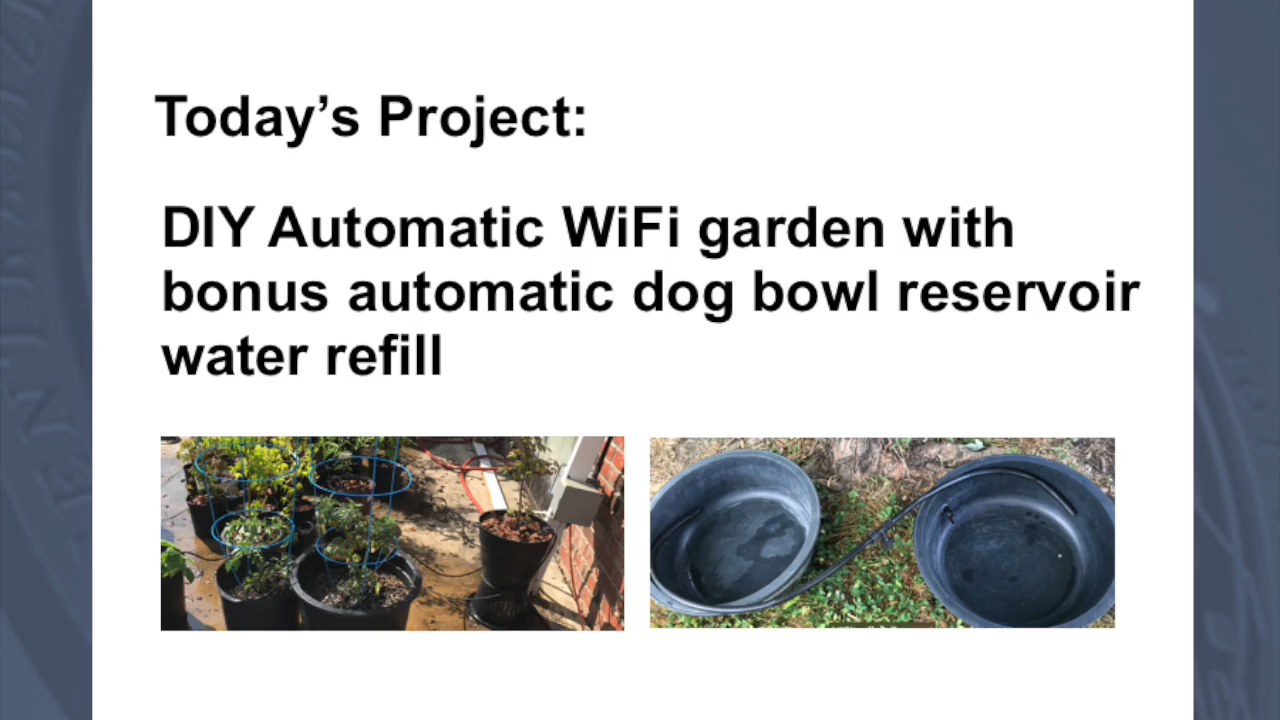 Today’s Project:
DIY Automatic WiFi garden with
bonus automatic dog bowl reservoir
water refill